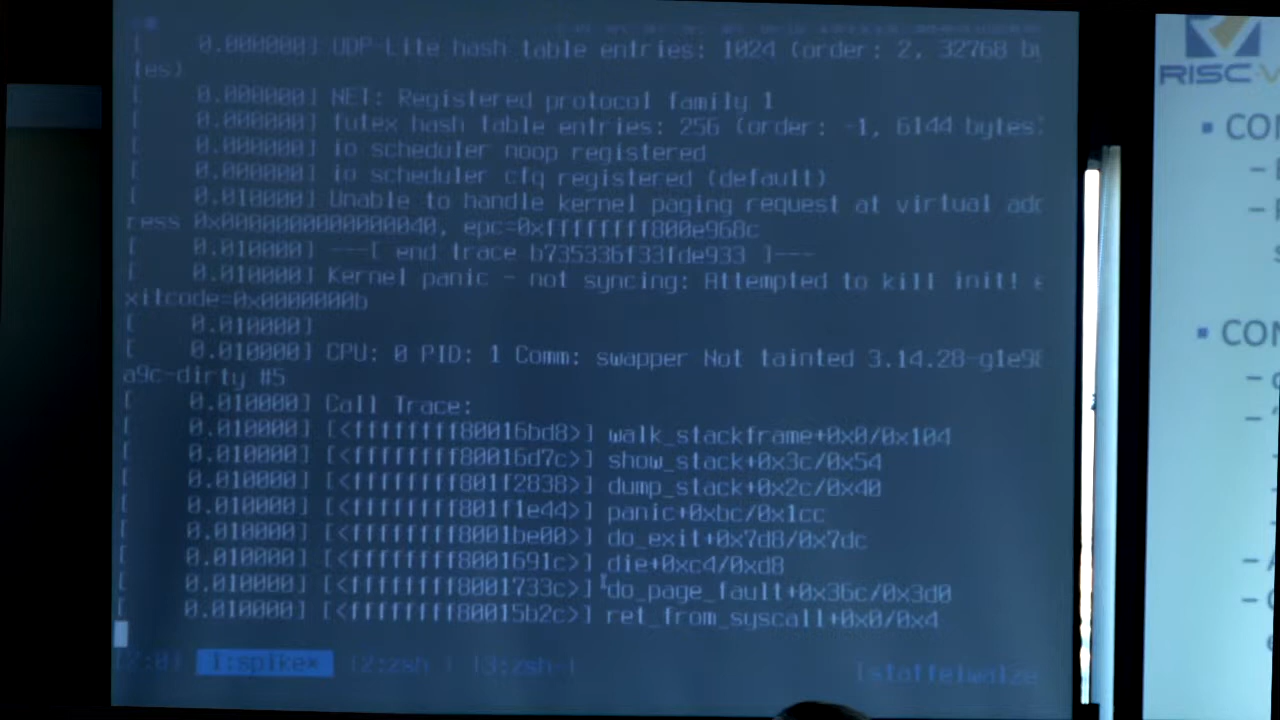 [    0.000000] UDP-Lite hash table entries: 1024 (order: 2, 32768 by
tes)
[    0.000000] NET: Registered protocol family 1
[    0.000000] futex hash table entries: 256 (order: -1, 6144 bytes)
[    0.000000] io scheduler noop registered
[    0.000000] io scheduler cfq registered (default)
[    0.010000] Unable to handle kernel paging request at virtual add
ress 0x0000000000000040, epc=0xffffffff800e968c
[    0.010000] ---[ end trace b735336f33fde933 ]---
[    0.010000] Kernel panic - not syncing: Attempted to kill init! e
xitcode=0x0000000b
[    0.010000]
[    0.010000] CPU: 0 PID: 1 Comm: swapper Not tainted 3.14.28-g1e98
a9c-dirty #5
[    0.010000] Call Trace:
[    0.010000] [<ffffffff80016bd8>] walk_stackframe+0x0/0x104
[    0.010000] [<ffffffff80016d7c>] show_stack+0x3c/0x54
[    0.010000] [<ffffffff801f2838>] dump_stack+0x2c/0x40
[    0.010000] [<ffffffff801f1e44>] panic+0xbc/0x1cc
[    0.010000] [<ffffffff8001be00>] do_exit+0x7d8/0x7dc
[    0.010000] [<ffffffff8001691c>] die+0xc4/0xd8
[    0.010000] [<ffffffff8001733c>] do_page_fault+0x36c/0x3d0
[    0.010000] [<ffffffff80015b2c>] ret_from_syscall+0x0/0x4
[2:0] 1:spike* [2:zsh ] [3:zsh-] [staffelwalze
RISC-V